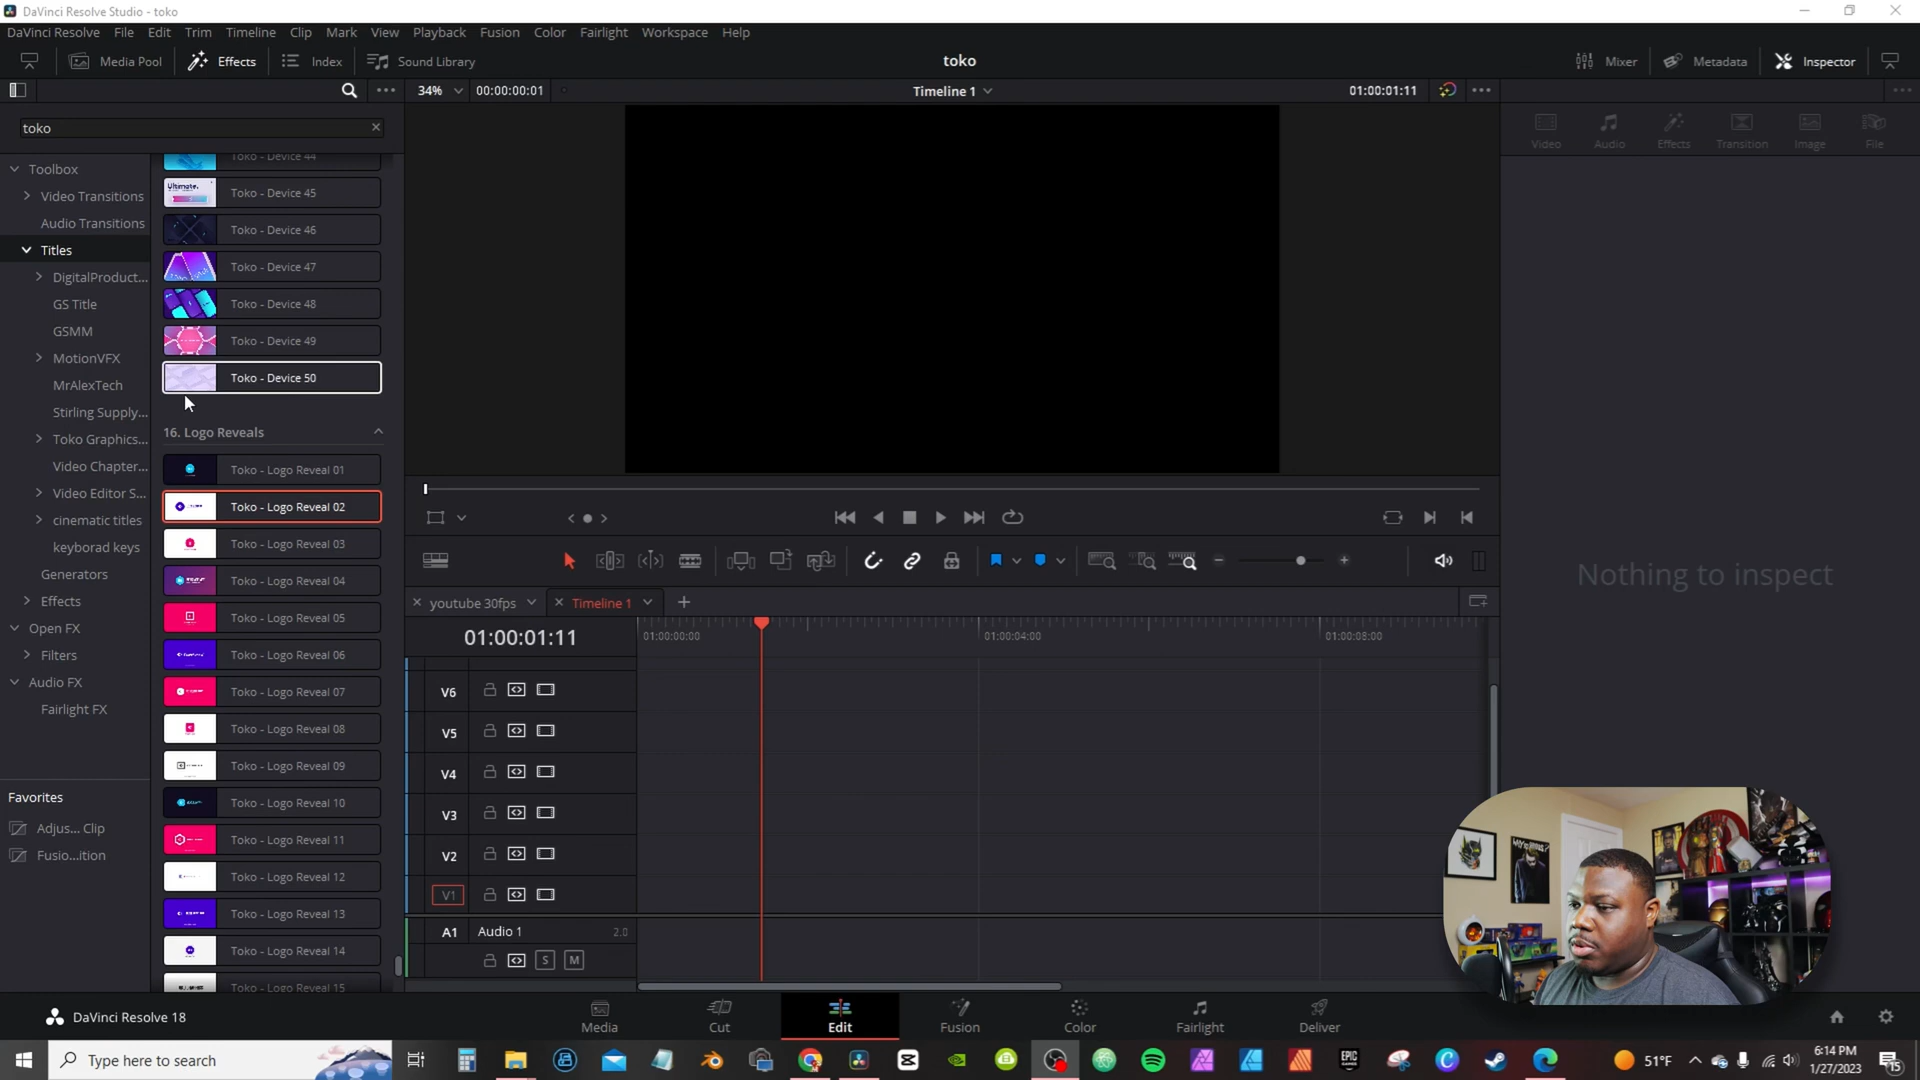 DaVinci Resolve Studio - toko
DaVinci Resolve File Edit Trim Timeline Clip Mark View Playback Fusion Color Fairlight Workspace Help
Media Pool Effects Index Sound Library toko Mixer Metadata Inspector
34% 00:00:00:01 Timeline 1 01:00:01:11
toko
Video Audio Effects Transition Image File
Toolbox
Video Transitions
Audio Transitions
Titles
DigitalProduct...
GS Title
GSMM
MotionVFX
MrAlexTech
Stirling Supply...
Toko Graphics...
Video Chapter...
Video Editor S...
cinematic titles
keyborad keys
Generators
Effects
Open FX
Filters
Audio FX
Fairlight FX
Favorites
Adjus... Clip
Fusio...ition
Toko - Device 44
Ultimate.
Toko - Device 45
Toko - Device 46
Toko - Device 47
Toko - Device 48
Toko - Device 49
Toko - Device 50
16. Logo Reveals
Toko - Logo Reveal 01
Toko - Logo Reveal 02
Toko - Logo Reveal 03
Toko - Logo Reveal 04
Toko - Logo Reveal 05
Toko - Logo Reveal 06
Toko - Logo Reveal 07
Toko - Logo Reveal 08
Toko - Logo Reveal 09
Toko - Logo Reveal 10
Toko - Logo Reveal 11
Toko - Logo Reveal 12
Toko - Logo Reveal 13
Toko - Logo Reveal 14
Toko - Logo Reveal 15
Nothing to inspect
youtube 30fps Timeline 1
01:00:01:11 01:00:00:00 01:00:04:00 01:00:08:00
V6
V5
V4
V3
V2
V1
A1 Audio 1 2.0
S M
DaVinci Resolve 18
Media Cut Edit Fusion Color Fairlight Deliver
Type here to search
EPIC
GAMES
51°F
6:14 PM
1/27/2023
15